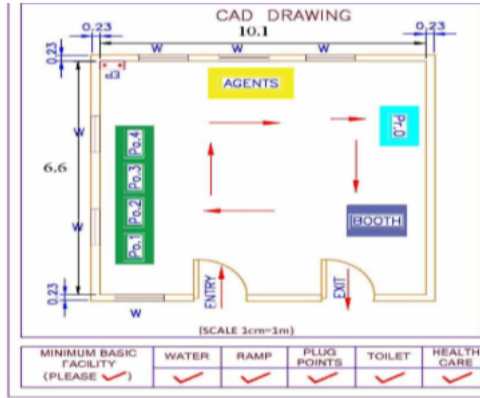 CAD DRAWING
0.23
10.1
0.23
W W W
0.23
AGENTS
Pr.O
W
Po.4
Po.3
Po.2
Po.1
6.6
W
BOOTH
0.23
ENTRY
EXIT
W
(SCALE 1cm=1m)
MINIMUM BASIC FACILITY (PLEASE ✓)
WATER
RAMP
PLUG POINTS
TOILET
HEALTH CARE
✓ ✓ ✓ ✓ ✓